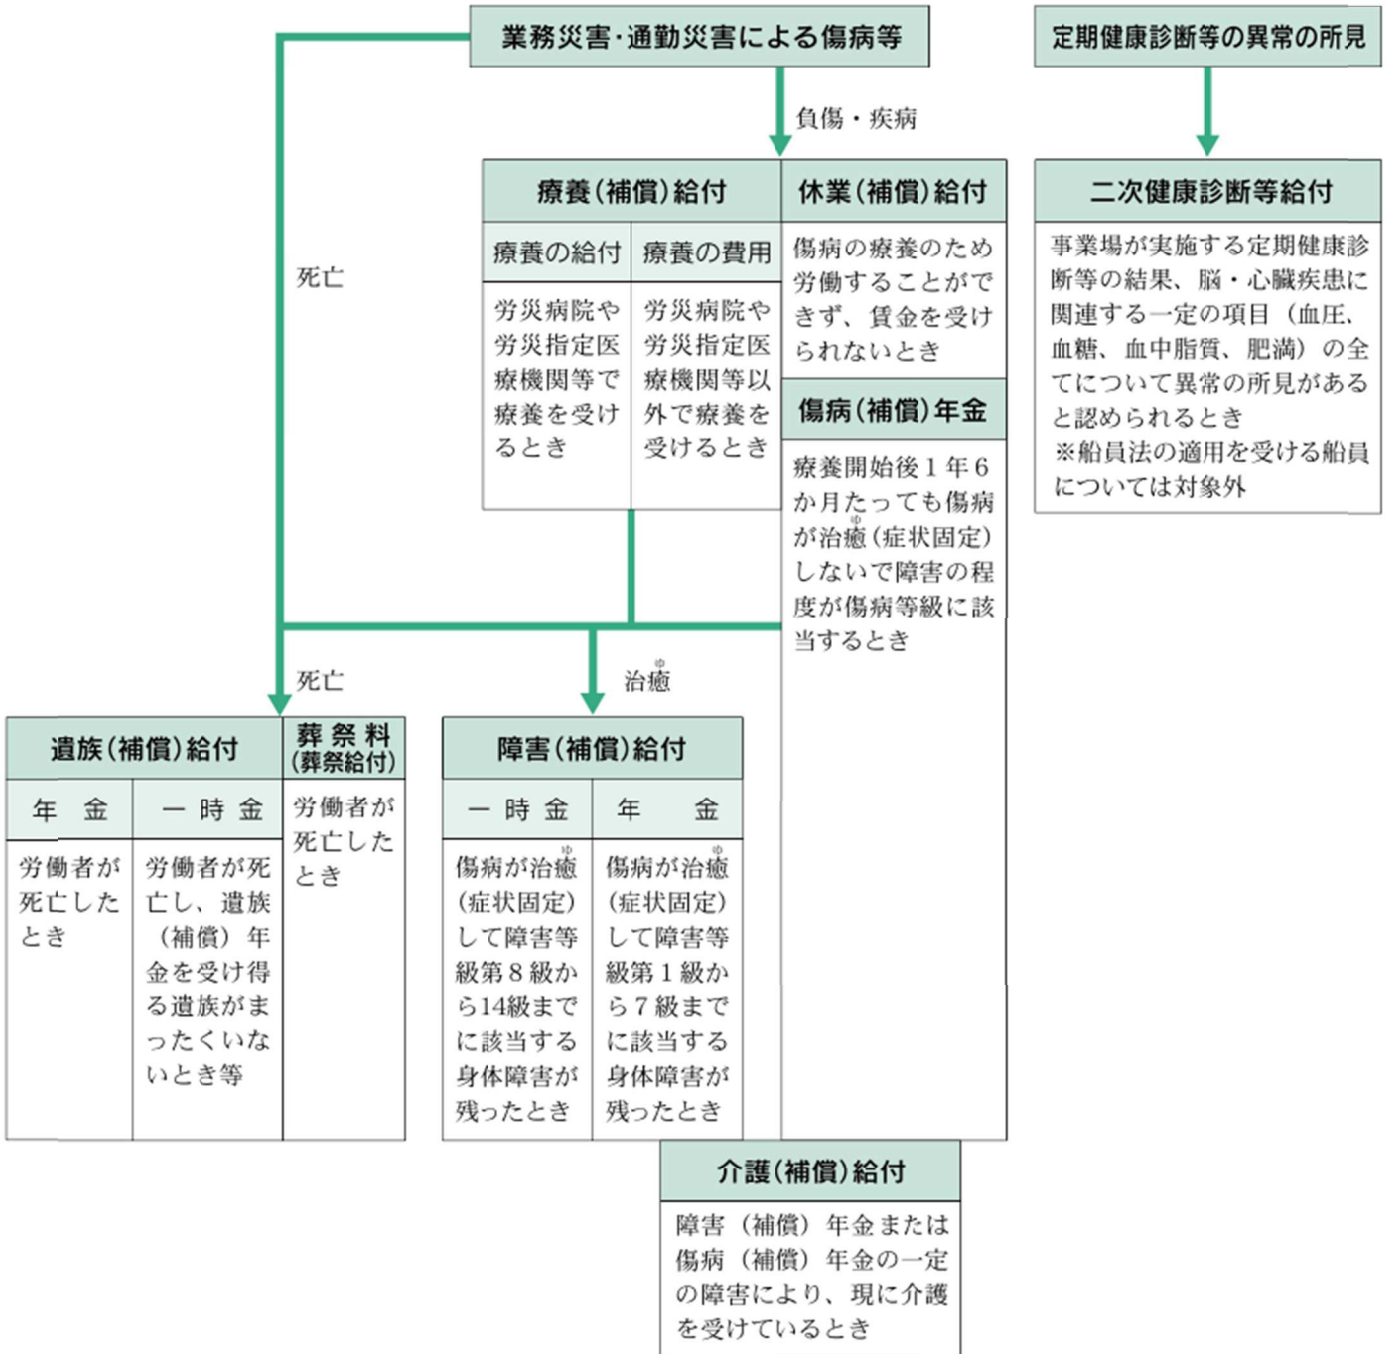 業務災害・通勤災害による傷病等
定期健康診断等の異常の所見
負傷・疾病
死亡
療養(補償)給付
療養の給付
労災病院や
労災指定医
療機関等で
療養を受け
るとき
療養の費用
労災病院や
労災指定医
療機関等以
外で療養を
受けるとき
休業(補償)給付
傷病の療養のため
労働することがで
きず、賃金を受け
られないとき
傷病(補償)年金
療養開始後1年6
か月たっても傷病
ゆ
が治癒(症状固定)
しないで障害の程
度が傷病等級に該
当するとき
二次健康診断等給付
事業場が実施する定期健康診
断等の結果、脳・心臓疾患に
関連する一定の項目(血圧、
血糖、血中脂質、肥満)の全
てについて異常の所見がある
と認められるとき
※船員法の適用を受ける船員
については対象外
死亡
ゆ
治癒
遺族(補償)給付
年金
労働者が
死亡した
とき
一時金
労働者が死
亡し、遺族
(補償)年
金を受け得
る遺族がま
ったくいな
いとき等
葬祭料
(葬祭給付)
労働者が
死亡した
とき
障害(補償)給付
一時金
ゆ
傷病が治癒
(症状固定)
して障害等
級第8級か
ら14級まで
に該当する
身体障害が
残ったとき
年金
ゆ
傷病が治癒
(症状固定)
して障害等
級第1級か
ら7級まで
に該当する
身体障害が
残ったとき
介護(補償)給付
障害(補償)年金または
傷病(補償)年金の一定
の障害により、現に介護
を受けているとき